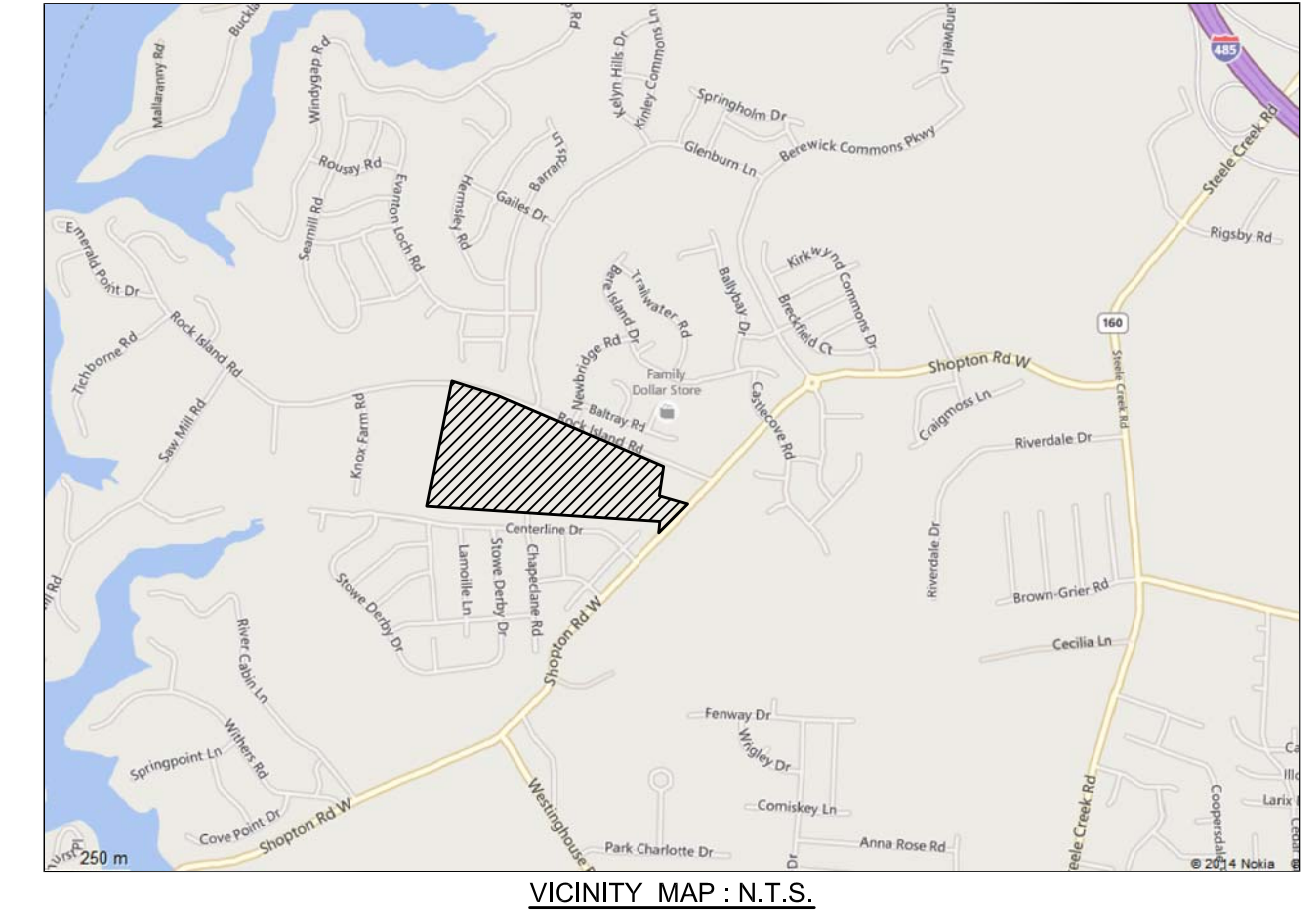 Mallaranny Rd
Windygap Rd
Rd
Kelyn Hills Dr
Kinley Commons Ln
485
Springholm Dr
Glenburn Ln
Berewick Commons Pkwy
Steele Creek Rd
Rousay Rd
Evanton Loch Rd
Hermsley Rd
Gailes Dr
Rigsby Rd
Emerald Point Dr
Tichborne Rd
Rock Island Rd
Saw Mill Rd
Knox Farm Rd
Bere Island Dr
Trailwater Rd
Newbridge Rd
Ballybay Dr
Kirkwynd Commons Dr
Breckfield Ct
160
Steele Creek Rd
Shopton Rd W
Family
Dollar Store
Baltray Rd
Rock Island Rd
Castlecove Rd
Craigmoss Ln
Riverdale Dr
Riverdale Dr
Centerline Dr
Lamoille Ln
Stowe Derby Dr
Chapeclane Rd
Stowe Derby Dr
Shopton Rd W
Brown-Grier Rd
Cecilia Ln
River Cabin Ln
Withers Rd
Springpoint Ln
Cove Point Dr
Shopton Rd W
Fenway Dr
Wrigley Dr
Comiskey Ln
Anna Rose Rd
Park Charlotte Dr
Dr
250 m
© 2014 Nokia
VICINITY MAP : N.T.S.